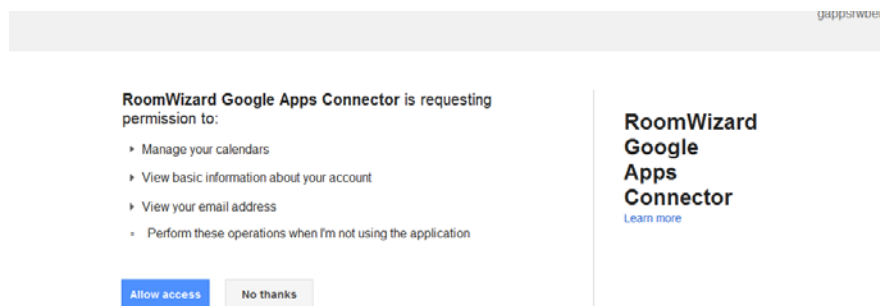 RoomWizard Google Apps Connector is requesting
permission to:
Manage your calendars
View basic information about your account
View your email address
Perform these operations when I'm not using the application
Allow access
No thanks
RoomWizard
Google
Apps
Connector
Learn more